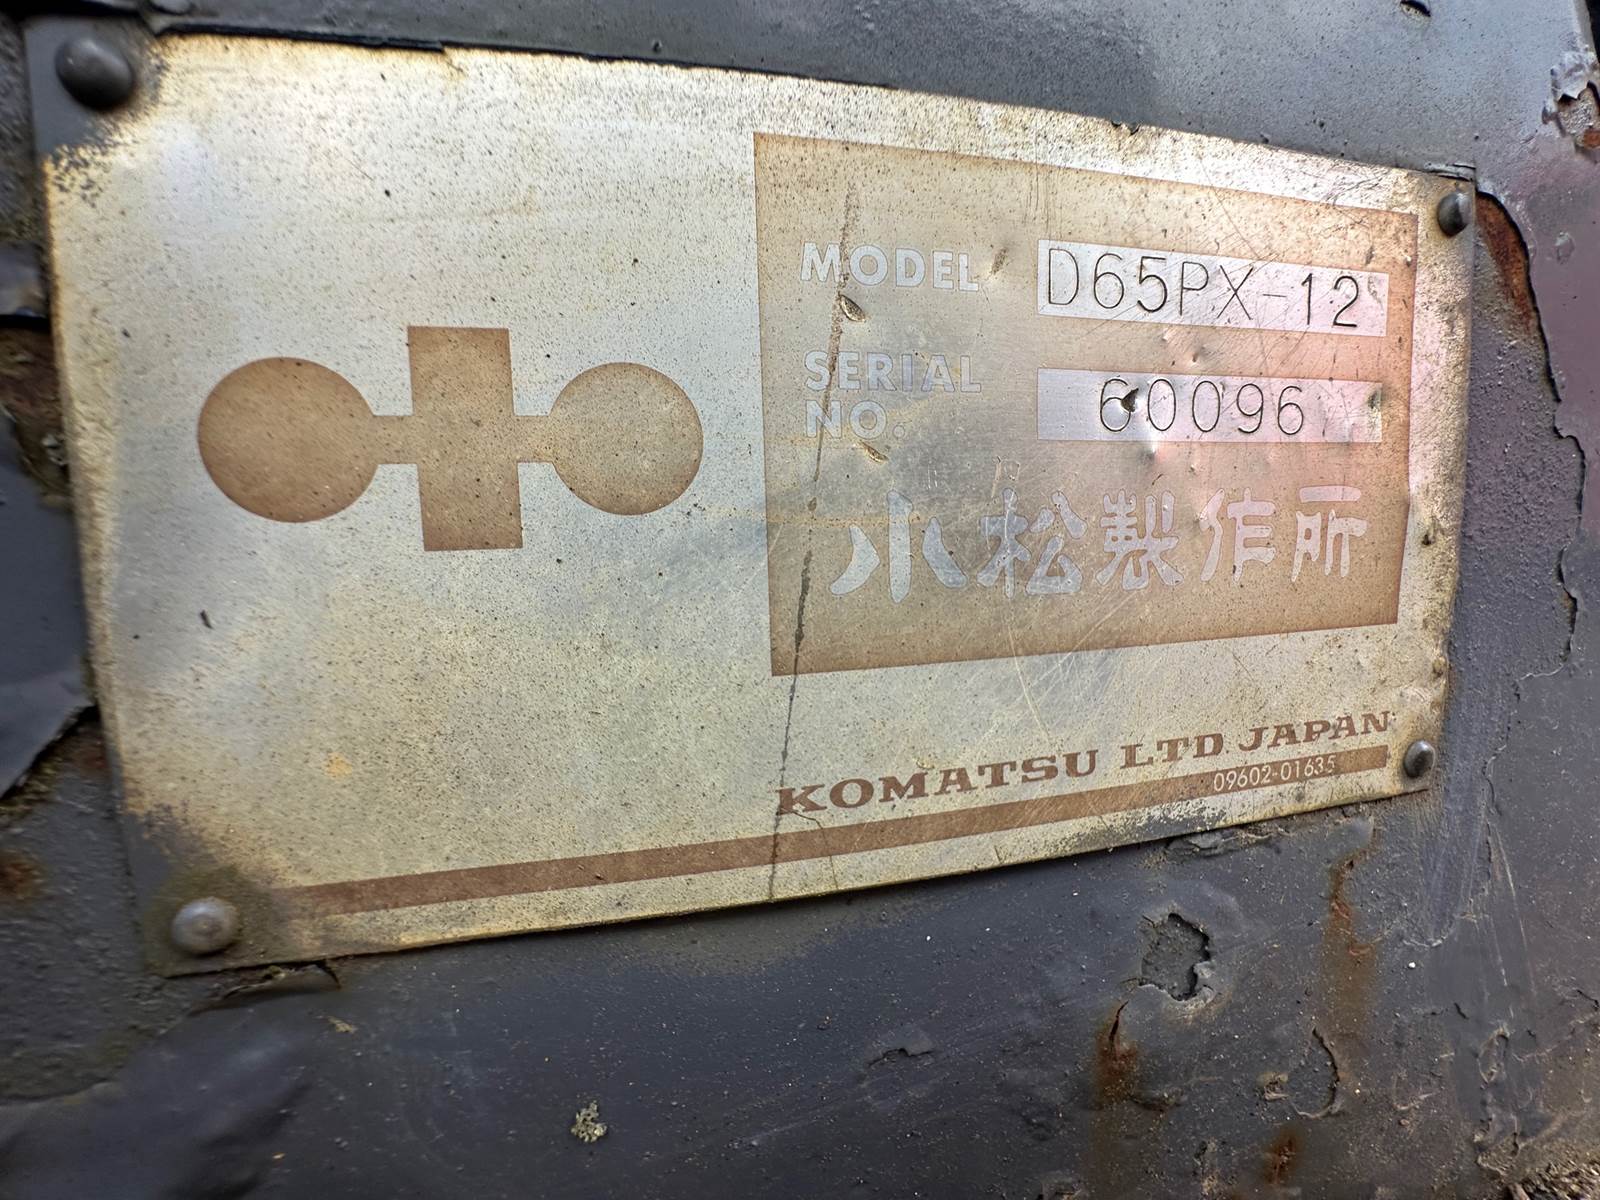 MODEL D65PX-12
SERIAL NO. 60096
小松製作所
KOMATSU LTD JAPAN
09602-01635